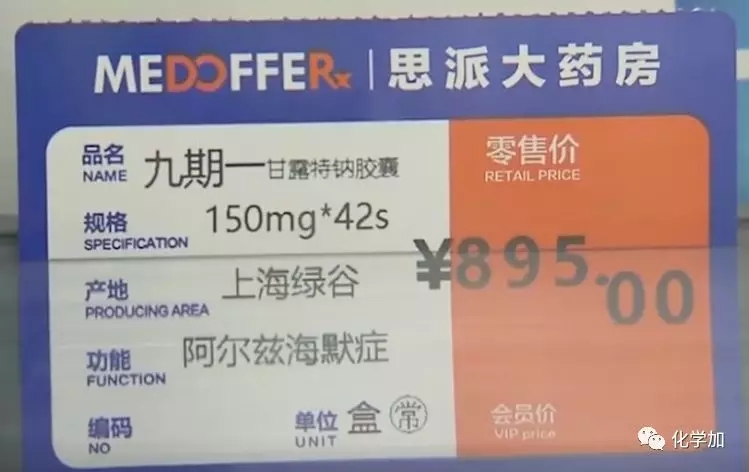 MEDOFFERx | 思派大药房
品名 九期一甘露特钠胶囊
NAME
零售价
RETAIL PRICE
规格 150mg*42s
SPECIFICATION
¥895.00
产地 上海绿谷
PRODUCING AREA
功能 阿尔兹海默症
FUNCTION
编码
NO
单位 盒 常
UNIT
会员价
VIP price
化学加